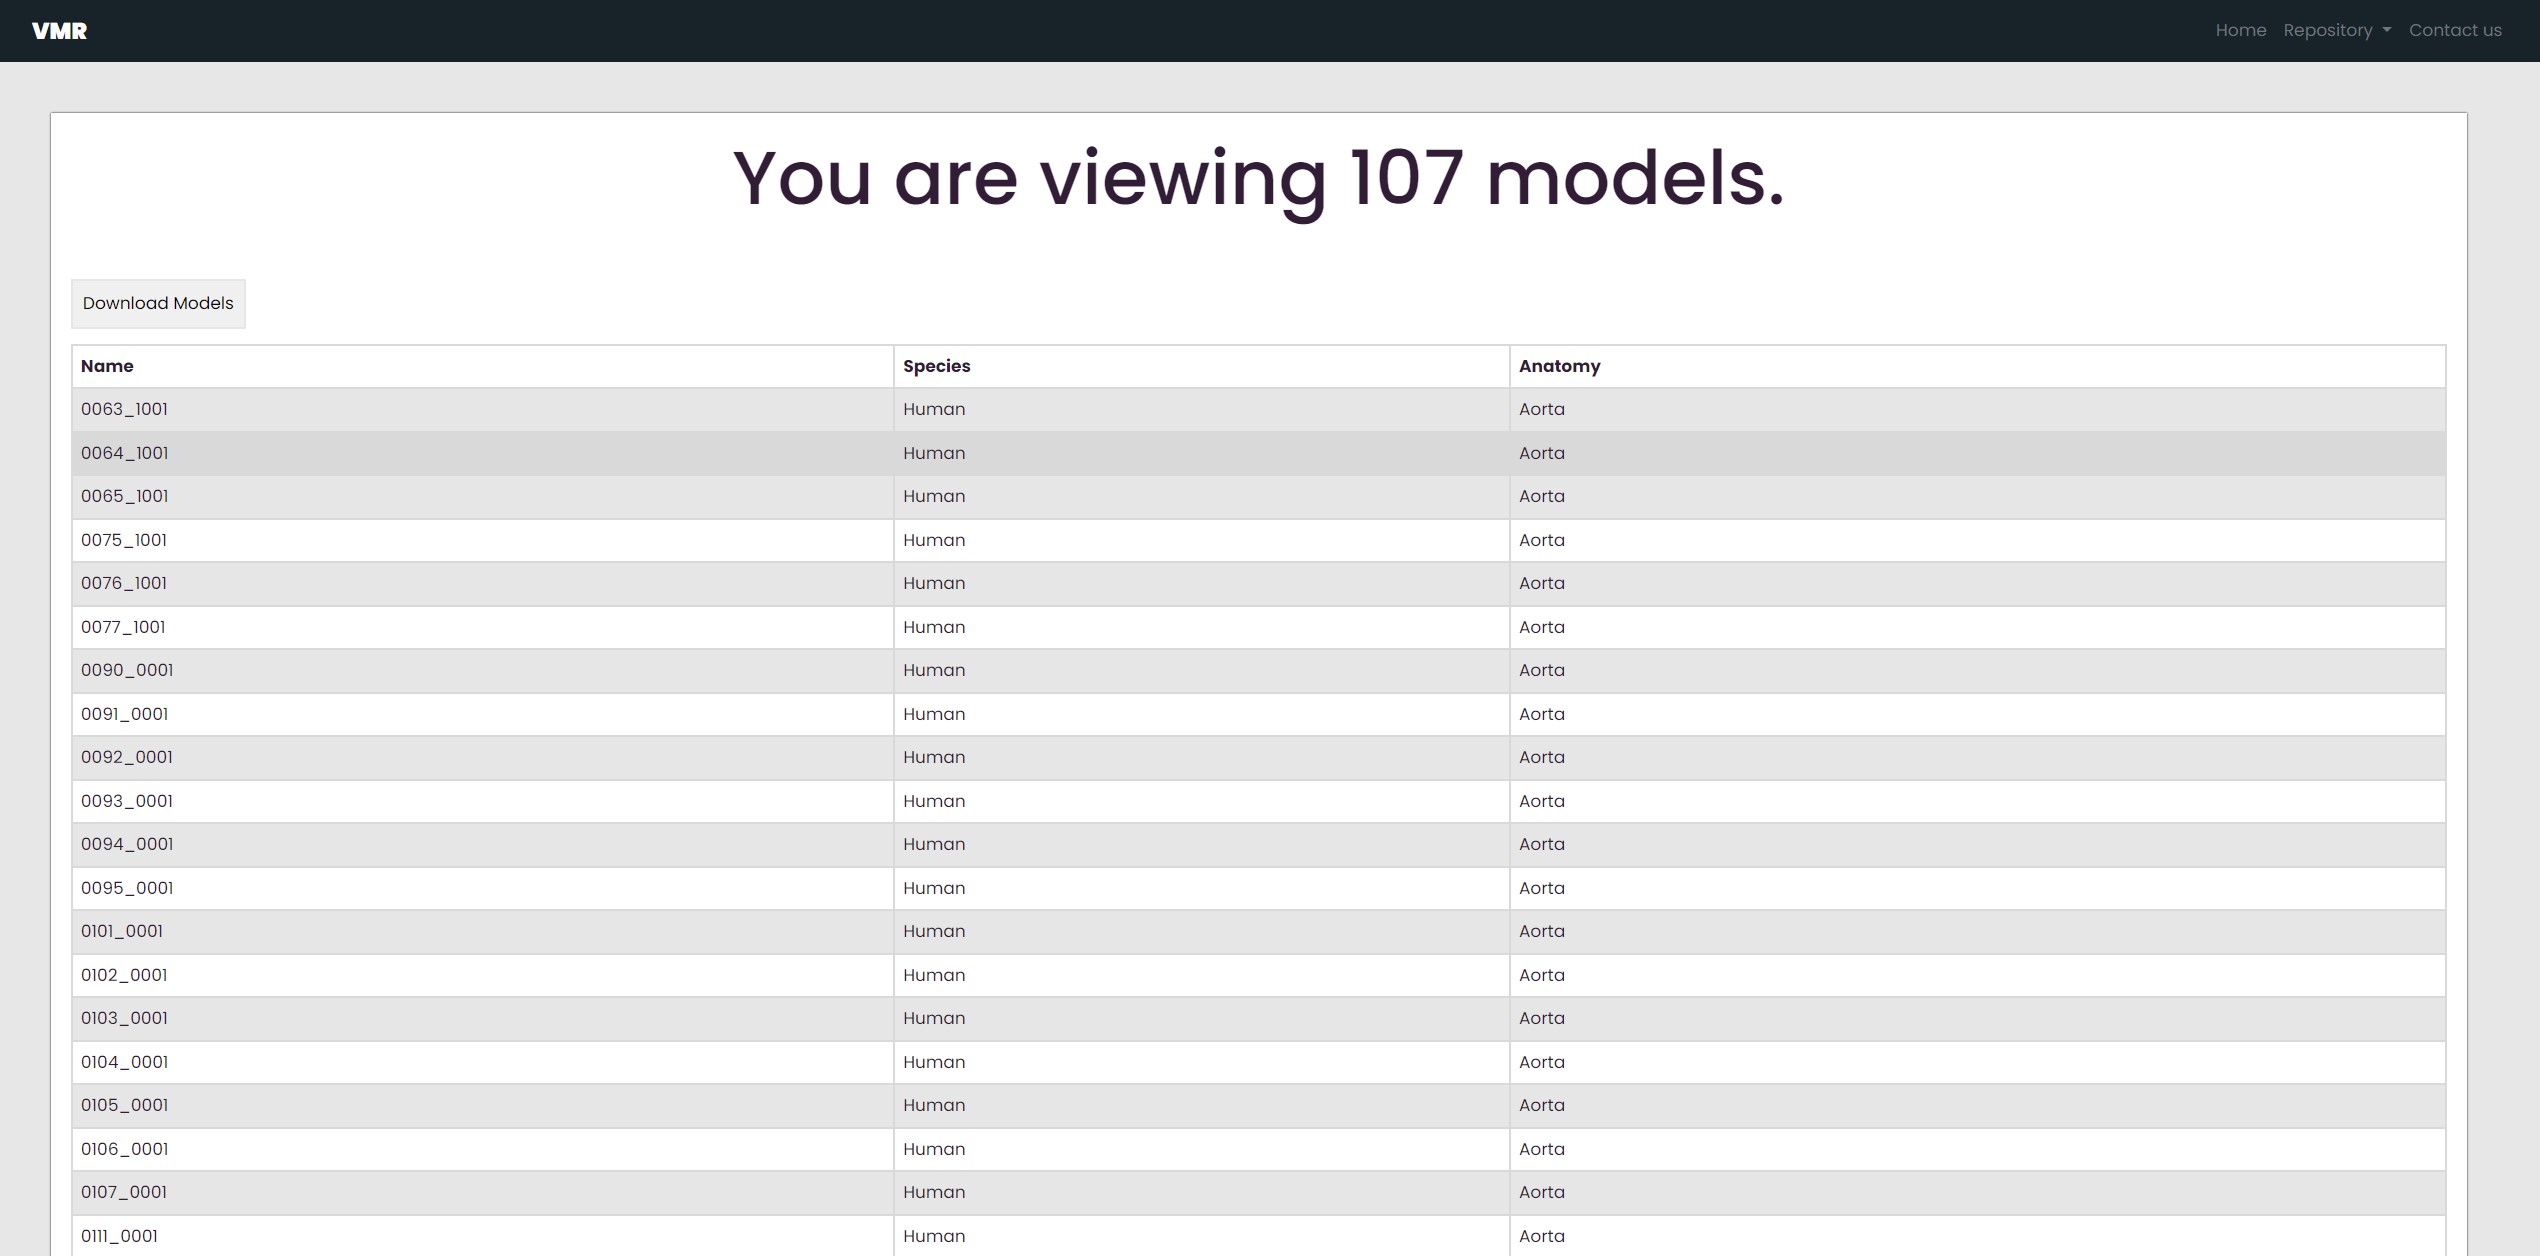 VMR Home Repository Contact us
You are viewing 107 models.
Download Models
Name Species Anatomy
0063_1001 Human Aorta
0064_1001 Human Aorta
0065_1001 Human Aorta
0075_1001 Human Aorta
0076_1001 Human Aorta
0077_1001 Human Aorta
0090_0001 Human Aorta
0091_0001 Human Aorta
0092_0001 Human Aorta
0093_0001 Human Aorta
0094_0001 Human Aorta
0095_0001 Human Aorta
0101_0001 Human Aorta
0102_0001 Human Aorta
0103_0001 Human Aorta
0104_0001 Human Aorta
0105_0001 Human Aorta
0106_0001 Human Aorta
0107_0001 Human Aorta
0111_0001 Human Aorta